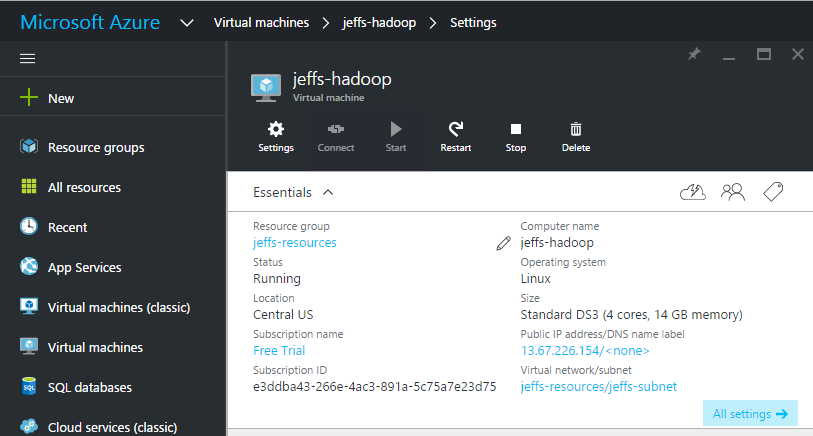 Microsoft Azure Virtual machines jeffs-hadoop Settings
New
Resource groups
All resources
Recent
App Services
Virtual machines (classic)
Virtual machines
SQL databases
Cloud services (classic)
jeffs-hadoop
Virtual machine
Settings Connect Start Restart Stop Delete
Essentials
Resource group
jeffs-resources
Status
Running
Location
Central US
Subscription name
Free Trial
Subscription ID
e3ddba43-266e-4ac3-891a-5c75a7e23d75
Computer name
jeffs-hadoop
Operating system
Linux
Size
Standard DS3 (4 cores, 14 GB memory)
Public IP address/DNS name label
13.67.226.154/<none>
Virtual network/subnet
jeffs-resources/jeffs-subnet
All settings